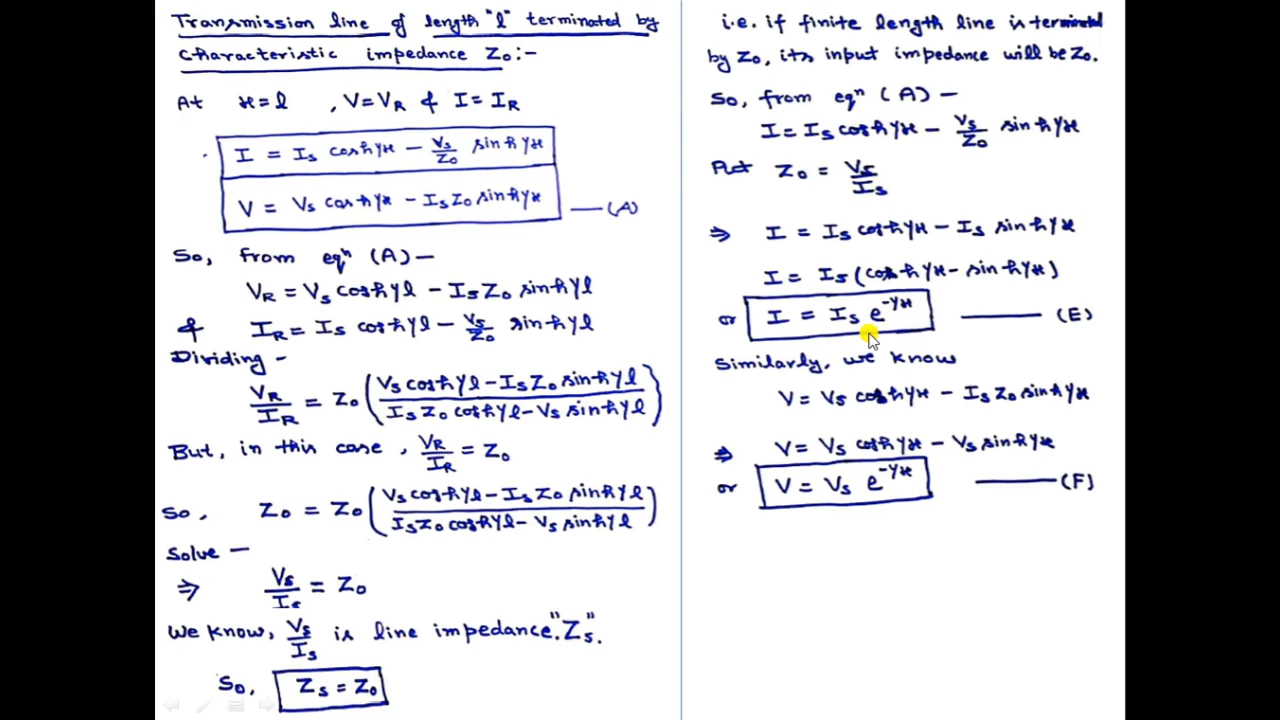 Transmission line of length "l" terminated by
characteristic impedance Z₀:-
At x=l , V=V_R & I=I_R
I = I_s coshγx - V_s/Z₀ sinhγx
V = V_s coshγx - I_s Z₀ sinhγx —(A)
So, from eqⁿ (A)-
V_R = V_s coshγl - I_s Z₀ sinhγl
& I_R = I_s coshγl - V_s/Z₀ sinhγl
Dividing -
V_R/I_R = Z₀ ( (V_s coshγl - I_s Z₀ sinhγl) / (I_s Z₀ coshγl - V_s sinhγl) )
But, in this case, V_R/I_R = Z₀
So, Z₀ = Z₀ ( (V_s coshγl - I_s Z₀ sinhγl) / (I_s Z₀ coshγl - V_s sinhγl) )
Solve -
⇒ V_s/I_s = Z₀
We know, V_s/I_s is line impedance "Z_s".
So, Z_s = Z₀
i.e. if finite length line is terminated
by Z₀, its input impedance will be Z₀.
So, from eqⁿ (A) -
I = I_s coshγx - V_s/Z₀ sinhγx
Put Z₀ = V_s/I_s
⇒ I = I_s coshγx - I_s sinhγx
I = I_s (coshγx - sinhγx)
or I = I_s e^(-γx) —(E)
Similarly, we know
V = V_s coshγx - I_s Z₀ sinhγx
⇒ V = V_s coshγx - V_s sinhγx
or V = V_s e^(-γx) —(F)